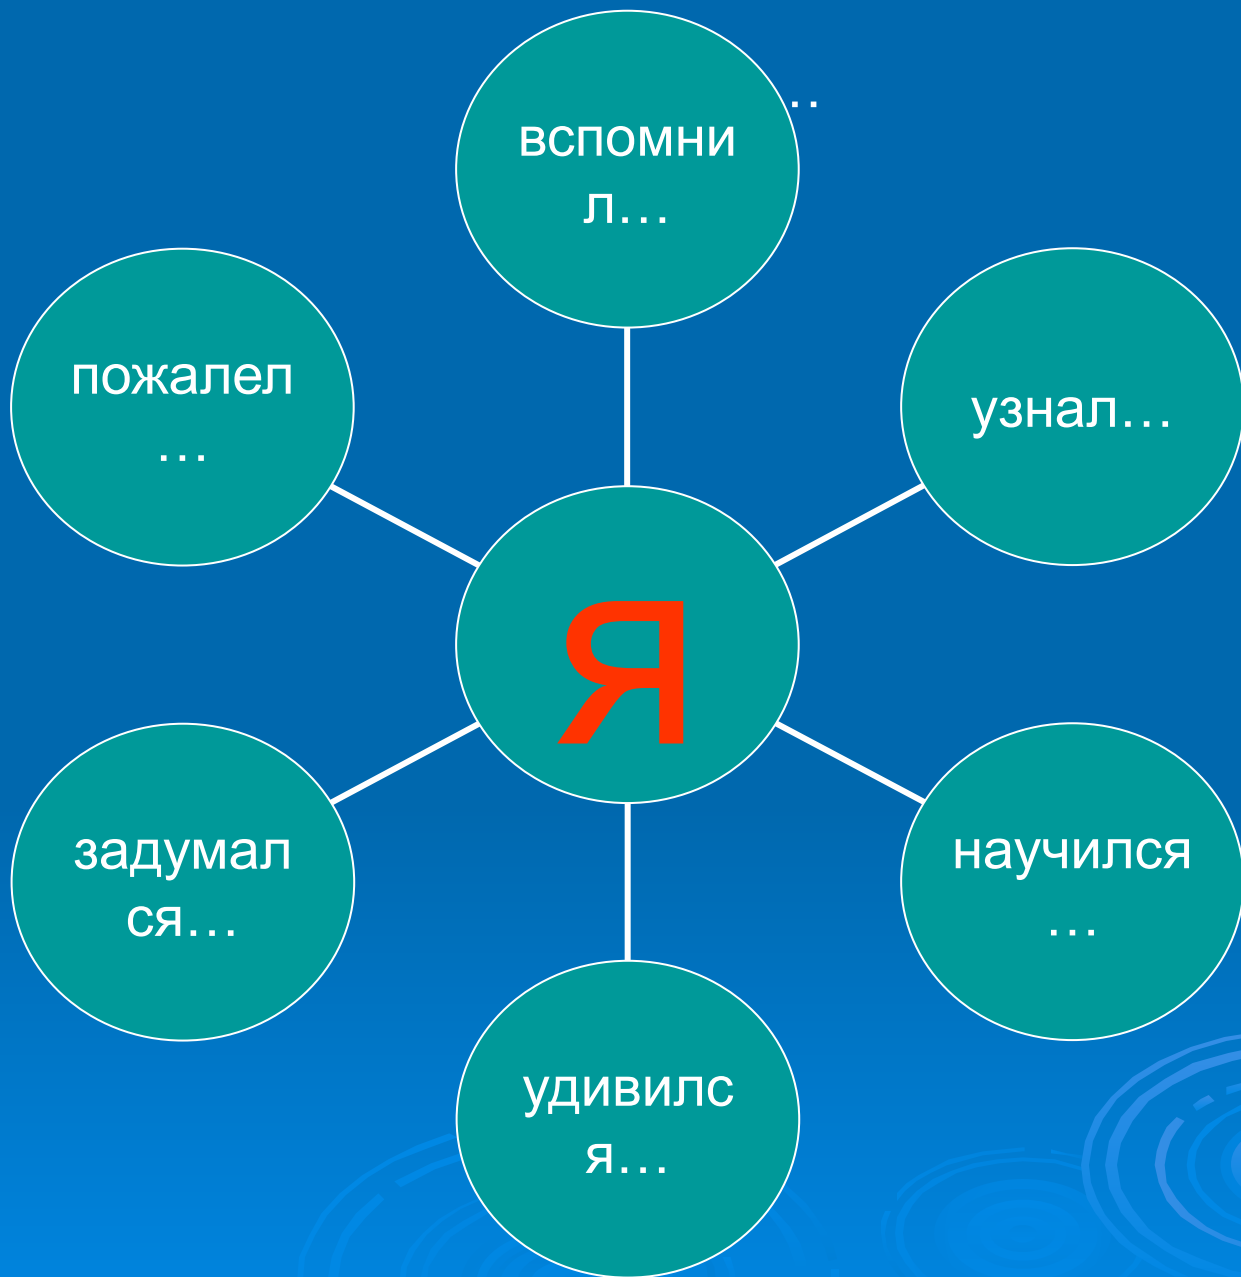 ..
вспомни
л…
пожалел
…
узнал…
Я
задумал
ся…
научился
…
удивилс
я…